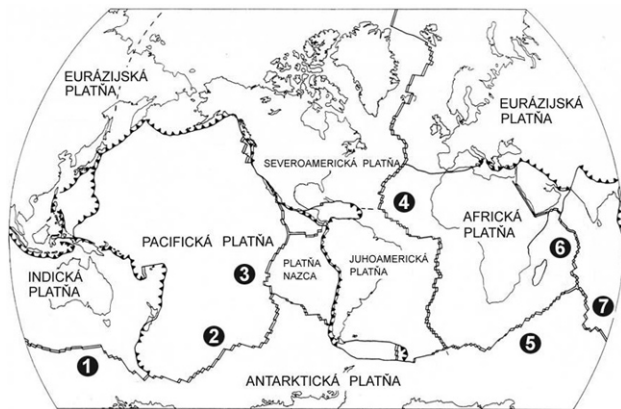 EURÁZIJSKÁ
PLATŇA
EURÁZIJSKÁ
PLATŇA
SEVEROAMERICKÁ PLATŇA
4
AFRICKÁ
PLATŇA
PACIFICKÁ PLATŇA
6
INDICKÁ
PLATŇA
3
PLATŇA
NAZCA
JUHOAMERICKÁ
PLATŇA
7
2
5
1
ANTARKTICKÁ PLATŇA